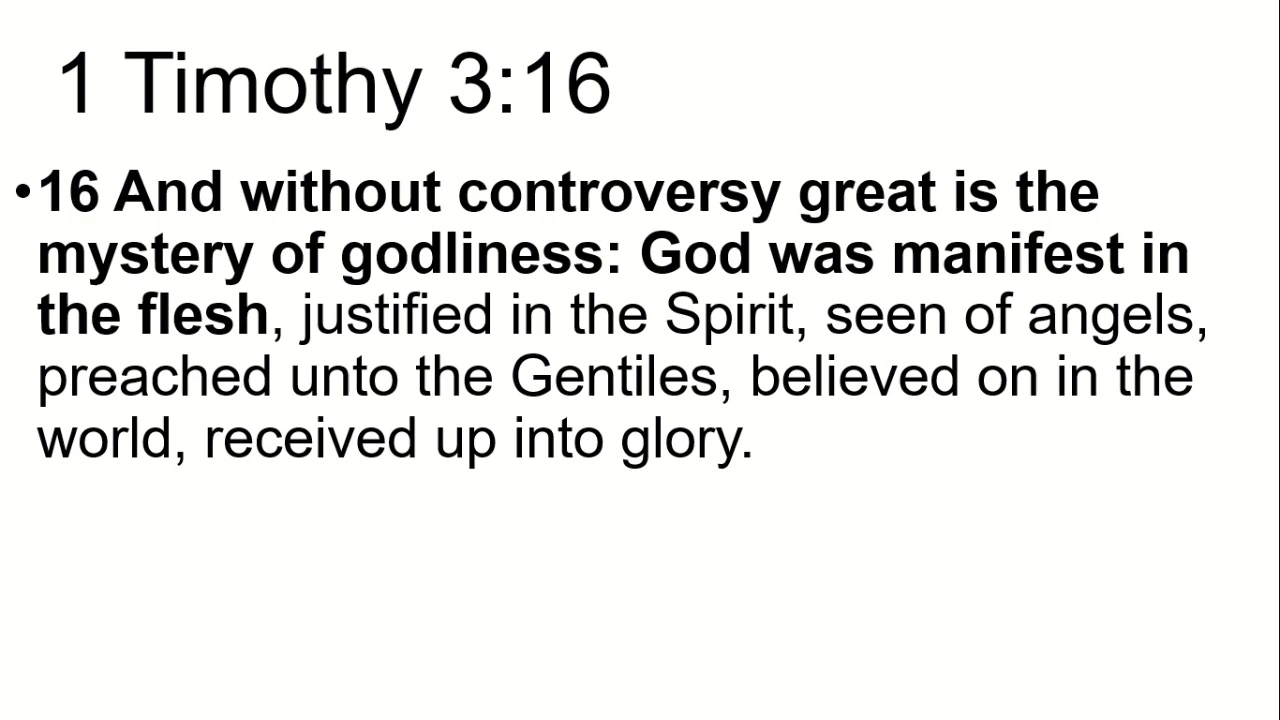 1 Timothy 3:16
•16 And without controversy great is the
mystery of godliness: God was manifest in
the flesh, justified in the Spirit, seen of angels,
preached unto the Gentiles, believed on in the
world, received up into glory.